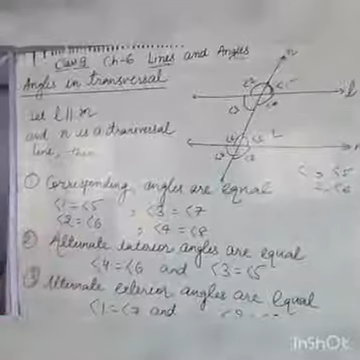 Class 9 Ch-6 Lines and Angles
Angles in transversal
Let l || m
and n is a transversal
line, then
① Corresponding angles are equal
<1 = <5 , <3 = <7
<2 = <6 , <4 = <8
② Alternate interior angles are equal
<4 = <6 and <3 = <5
③ Alternate exterior angles are equal
<1 = <7 and
n
l
<5
<6
InShOt